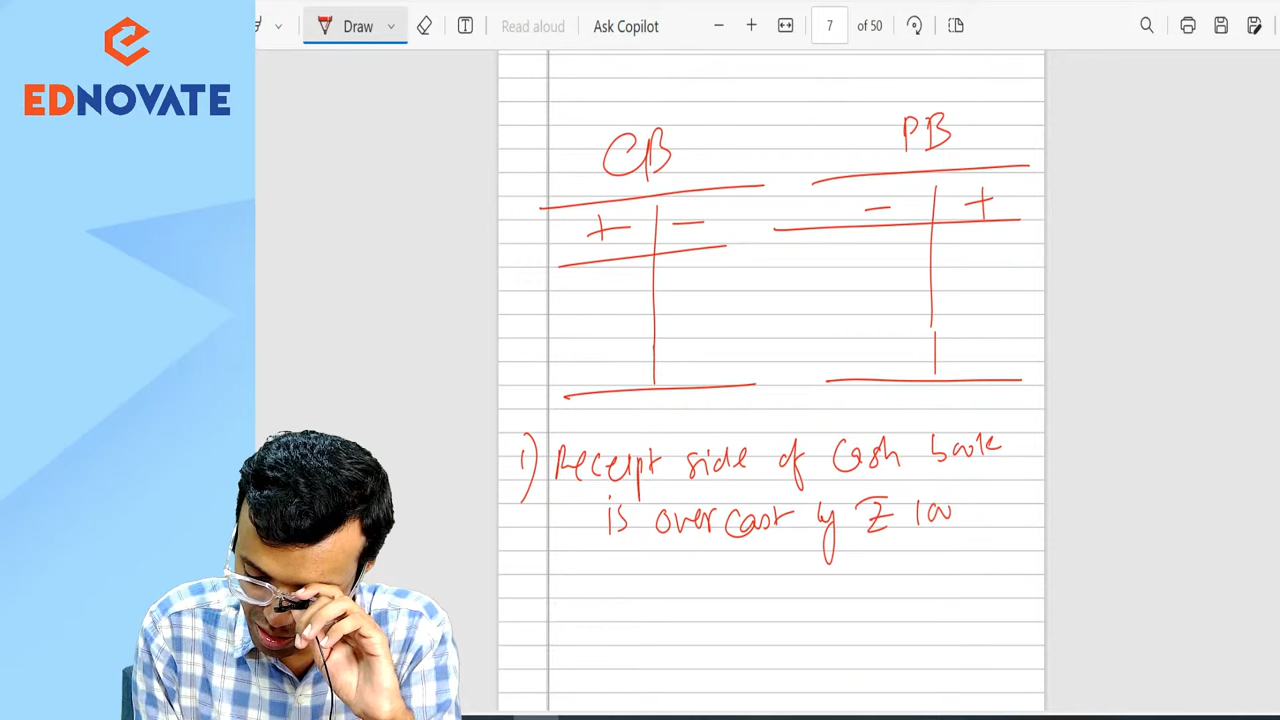 Draw
Read aloud
Ask Copilot
7
of 50
EDNOVATE
CB
PB
+
-
-
+
1) Receipt side of Cash book
is overcast by ₹ 100